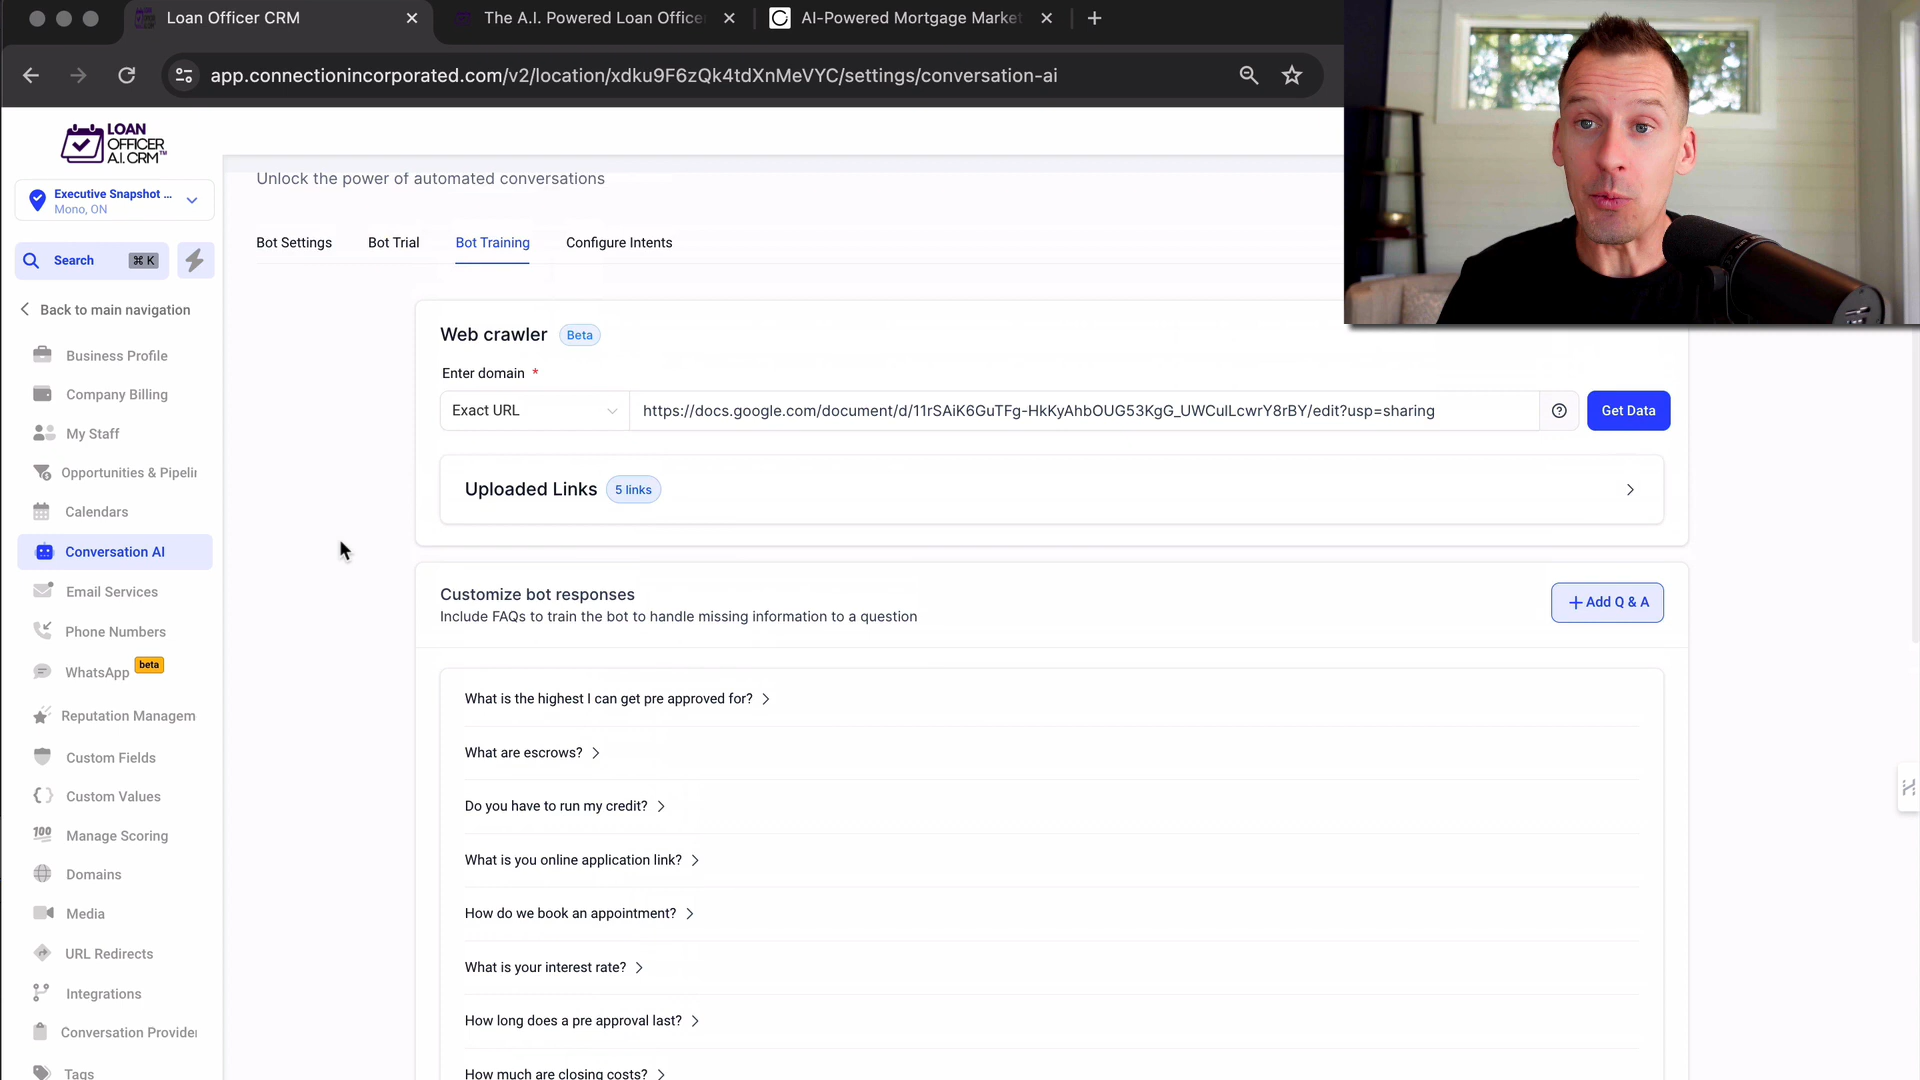 Loan Officer CRM
The A.I. Powered Loan Office
AI-Powered Mortgage Market
app.connectionincorporated.com/v2/location/xdku9F6zQk4tdXnMeVYC/settings/conversation-ai
LOAN
OFFICER
A.I.CRM™
Executive Snapshot ...
Mono, ON
Search
⌘ K
Back to main navigation
Business Profile
Company Billing
My Staff
Opportunities & Pipelin
Calendars
Conversation AI
Email Services
Phone Numbers
WhatsApp beta
Reputation Managem
Custom Fields
Custom Values
100 Manage Scoring
Domains
Media
URL Redirects
Integrations
Conversation Provider
Tags
Unlock the power of automated conversations
Bot Settings Bot Trial Bot Training Configure Intents
Web crawler Beta
Enter domain *
Exact URL https://docs.google.com/document/d/11rSAiK6GuTFg-HkKyAhbOUG53KgG_UWCulLcwrY8rBY/edit?usp=sharing Get Data
Uploaded Links 5 links
Customize bot responses
Include FAQs to train the bot to handle missing information to a question
+ Add Q & A
What is the highest I can get pre approved for?
What are escrows?
Do you have to run my credit?
What is you online application link?
How do we book an appointment?
What is your interest rate?
How long does a pre approval last?
How much are closing costs?